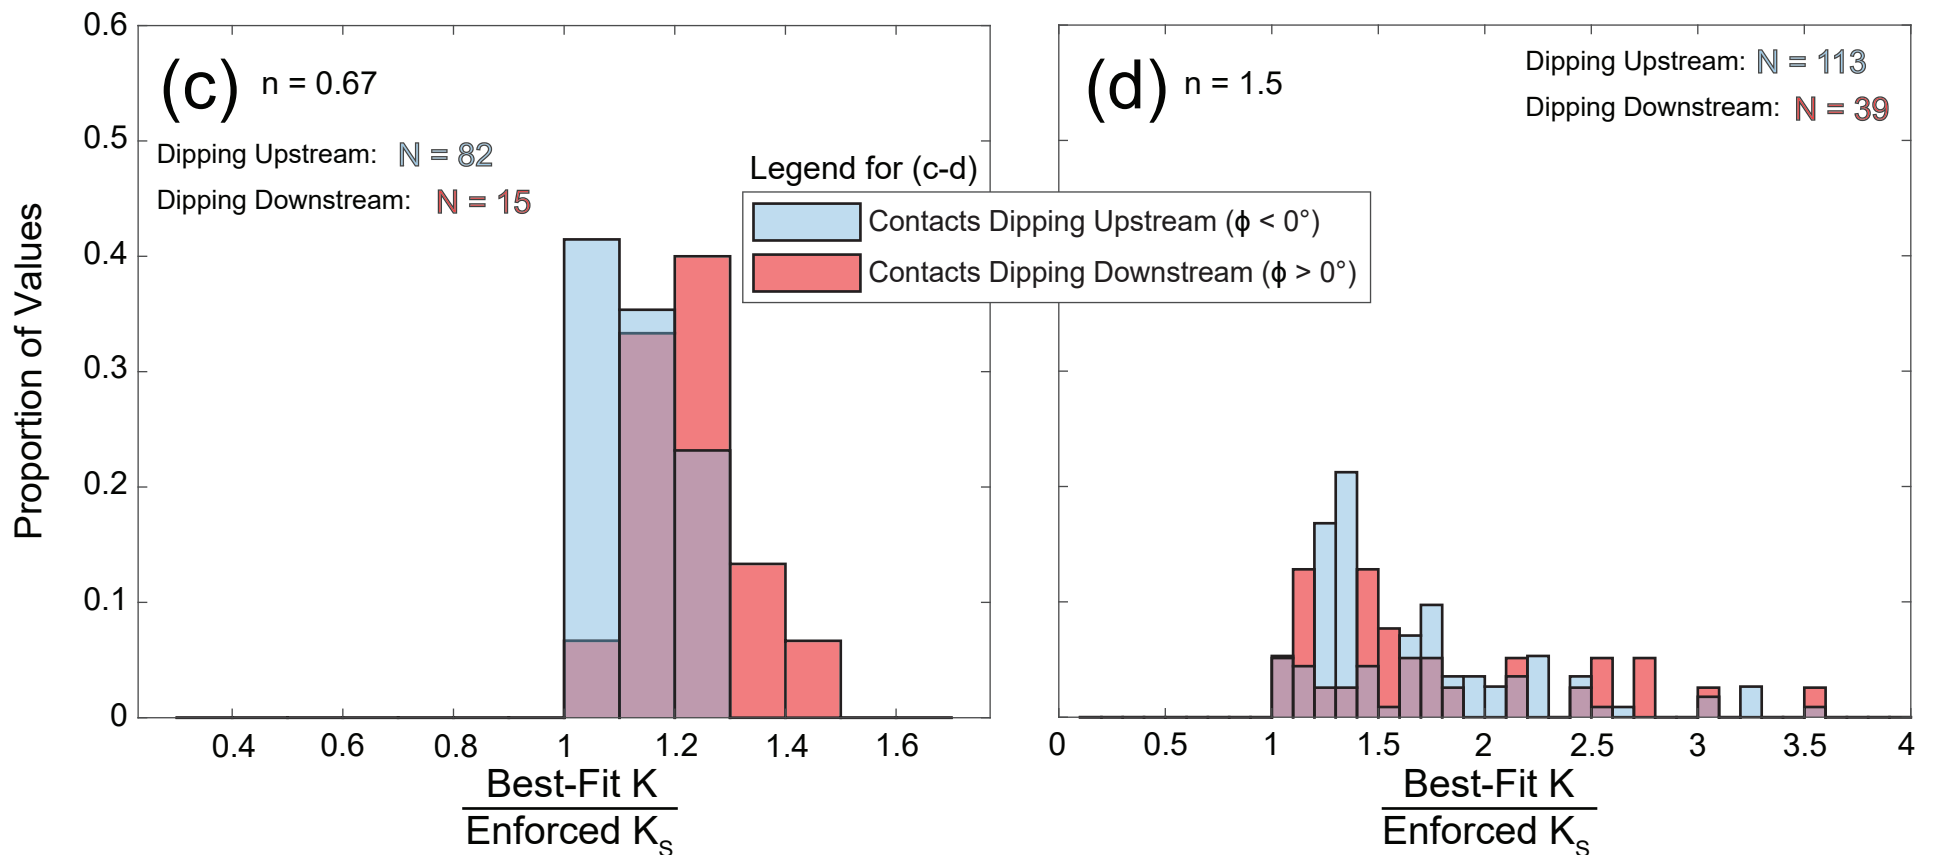 (c) n = 0.67
Dipping Upstream: N = 82
Dipping Downstream: N = 15
(d) n = 1.5
Dipping Upstream: N = 113
Dipping Downstream: N = 39
Legend for (c-d)
Contacts Dipping Upstream (ϕ < 0°)
Contacts Dipping Downstream (ϕ > 0°)
Proportion of Values
0.6
0.5
0.4
0.3
0.2
0.1
0
0.4 0.6 0.8 1 1.2 1.4 1.6
Best-Fit K
Enforced K_S
0 0.5 1 1.5 2 2.5 3 3.5 4
Best-Fit K
Enforced K_S